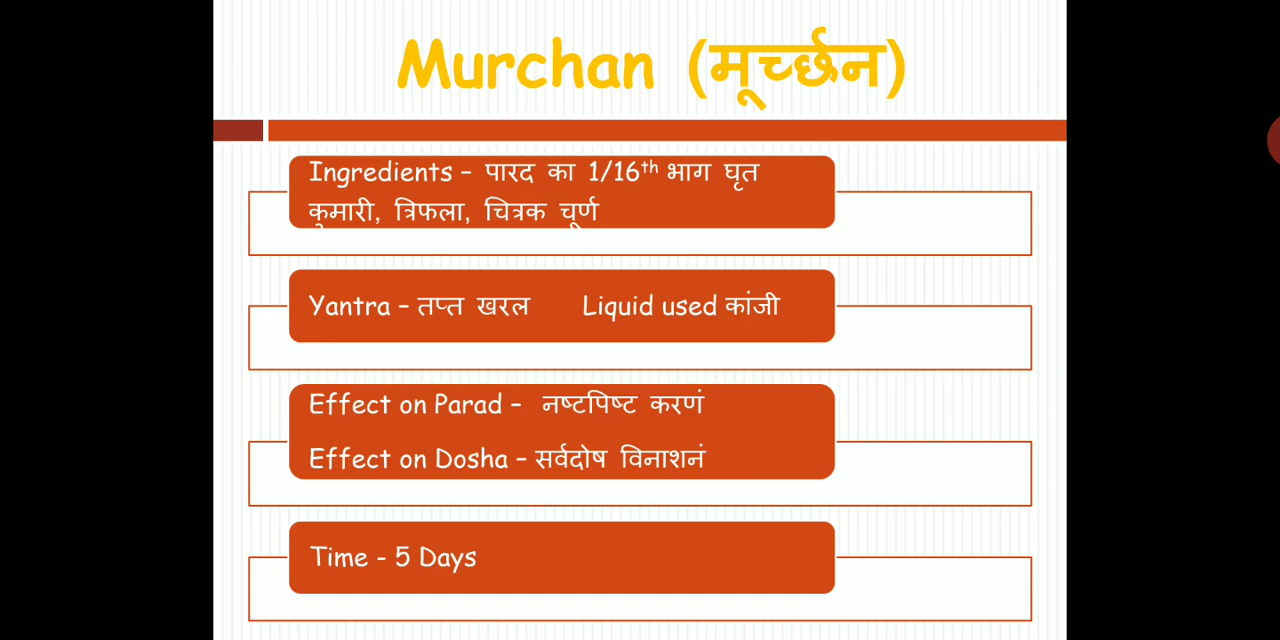 Murchan (मूर्च्छन)
Ingredients – पारद का 1/16th भाग घृत
कुमारी, त्रिफला, चित्रक चूर्ण
Yantra – तप्त खरल Liquid used कांजी
Effect on Parad – नष्टपिष्ट करणं
Effect on Dosha – सर्वदोष विनाशनं
Time - 5 Days